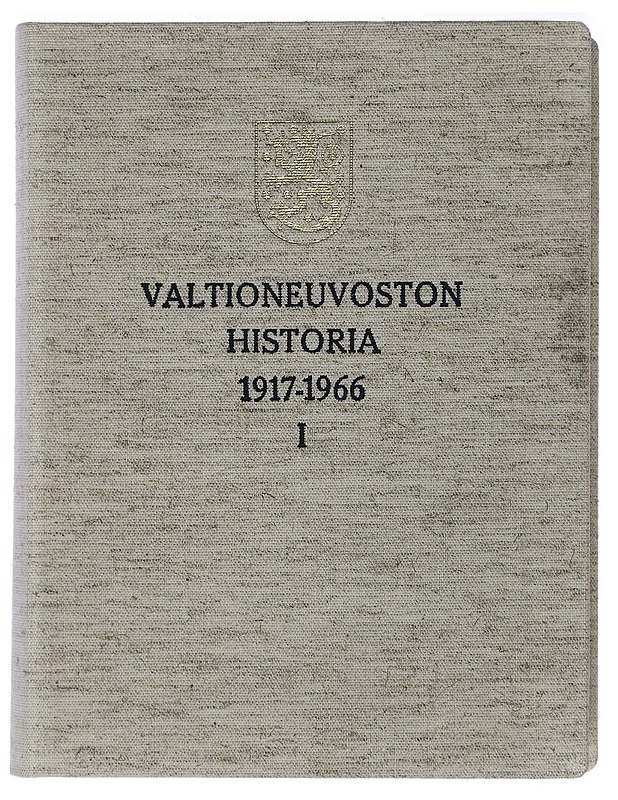 VALTIONEUVOSTON
HISTORIA
1917-1966
I